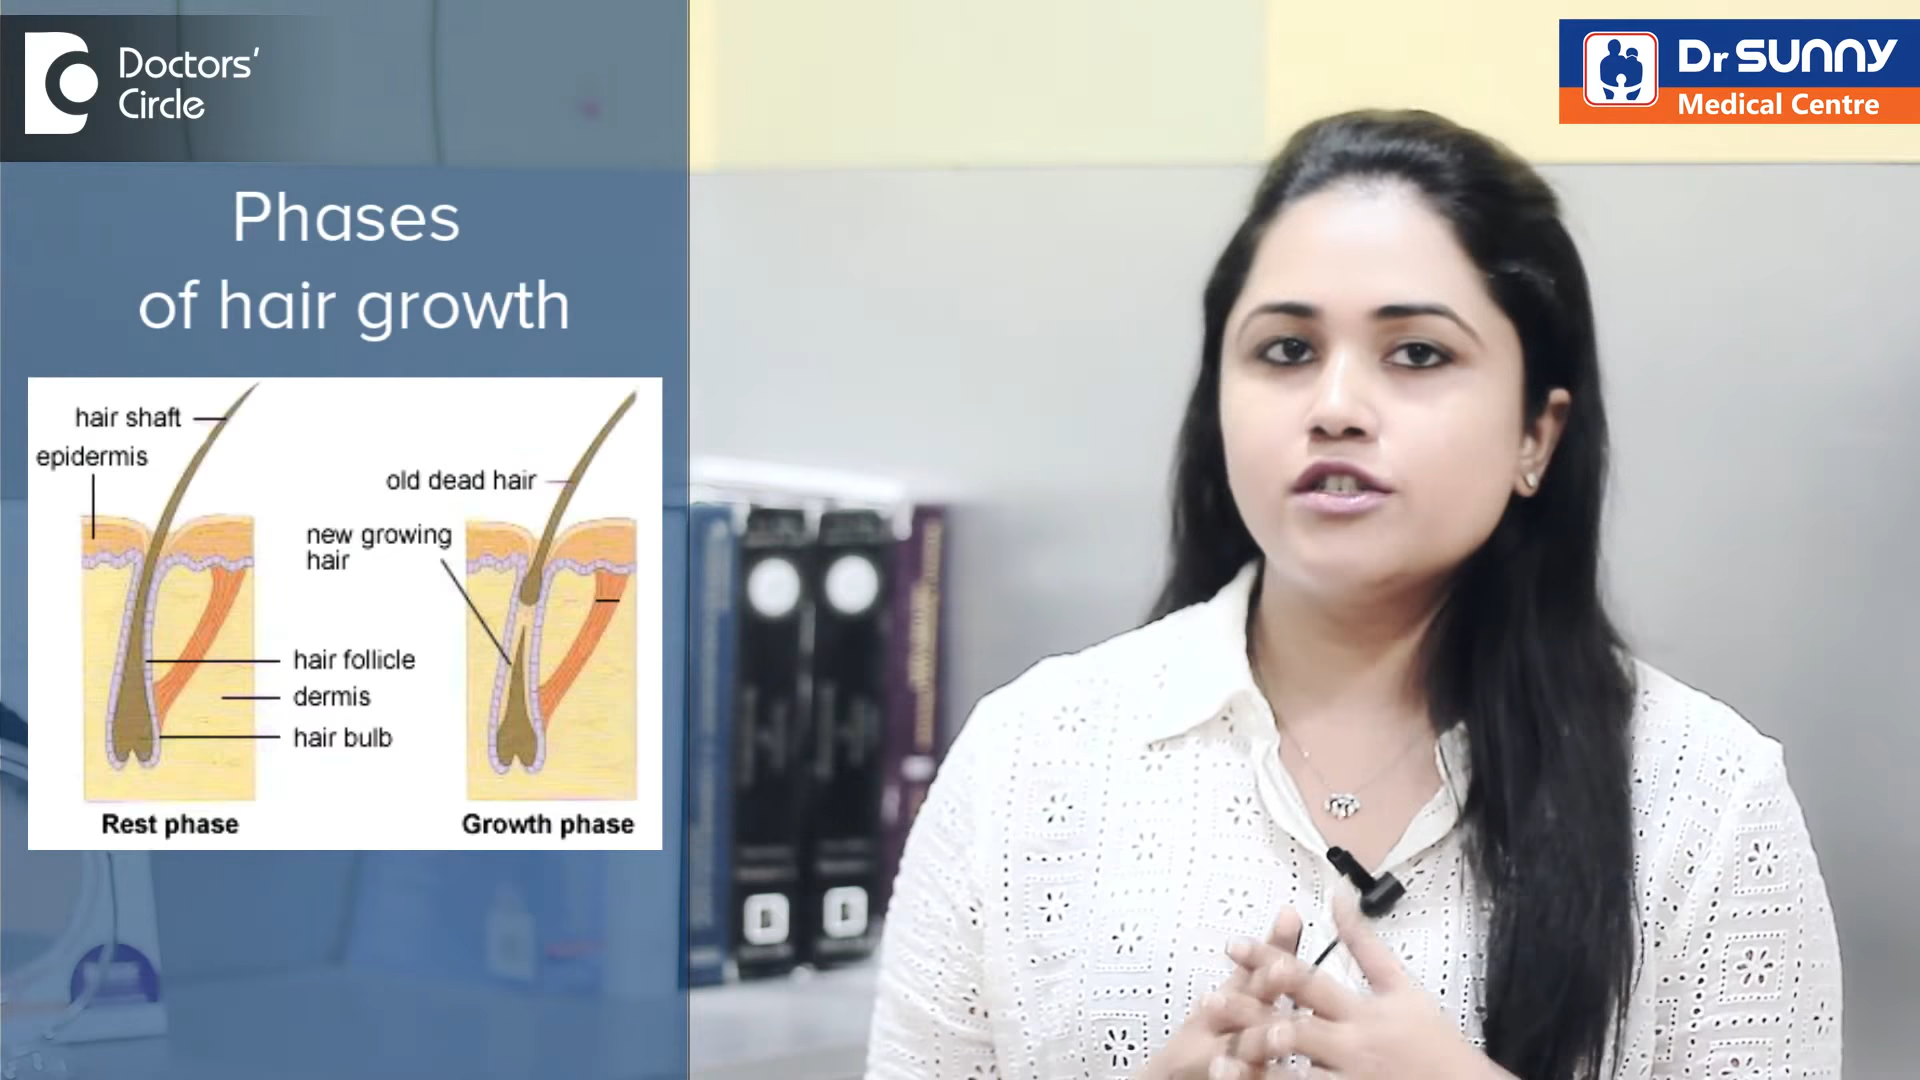 Doctors'
Circle
Dr SUNNY
Medical Centre
Phases
of hair growth
hair shaft
epidermis
old dead hair
new growing
hair
hair follicle
dermis
hair bulb
Rest phase
Growth phase